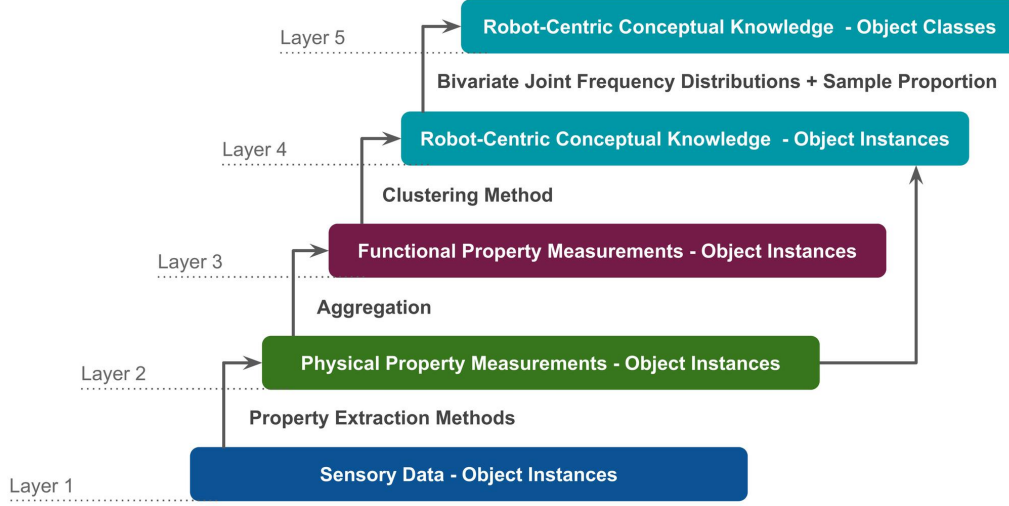 Robot-Centric Conceptual Knowledge - Object Classes
Layer 5
Bivariate Joint Frequency Distributions + Sample Proportion
Robot-Centric Conceptual Knowledge - Object Instances
Layer 4
Clustering Method
Functional Property Measurements - Object Instances
Layer 3
Aggregation
Physical Property Measurements - Object Instances
Layer 2
Property Extraction Methods
Sensory Data - Object Instances
Layer 1